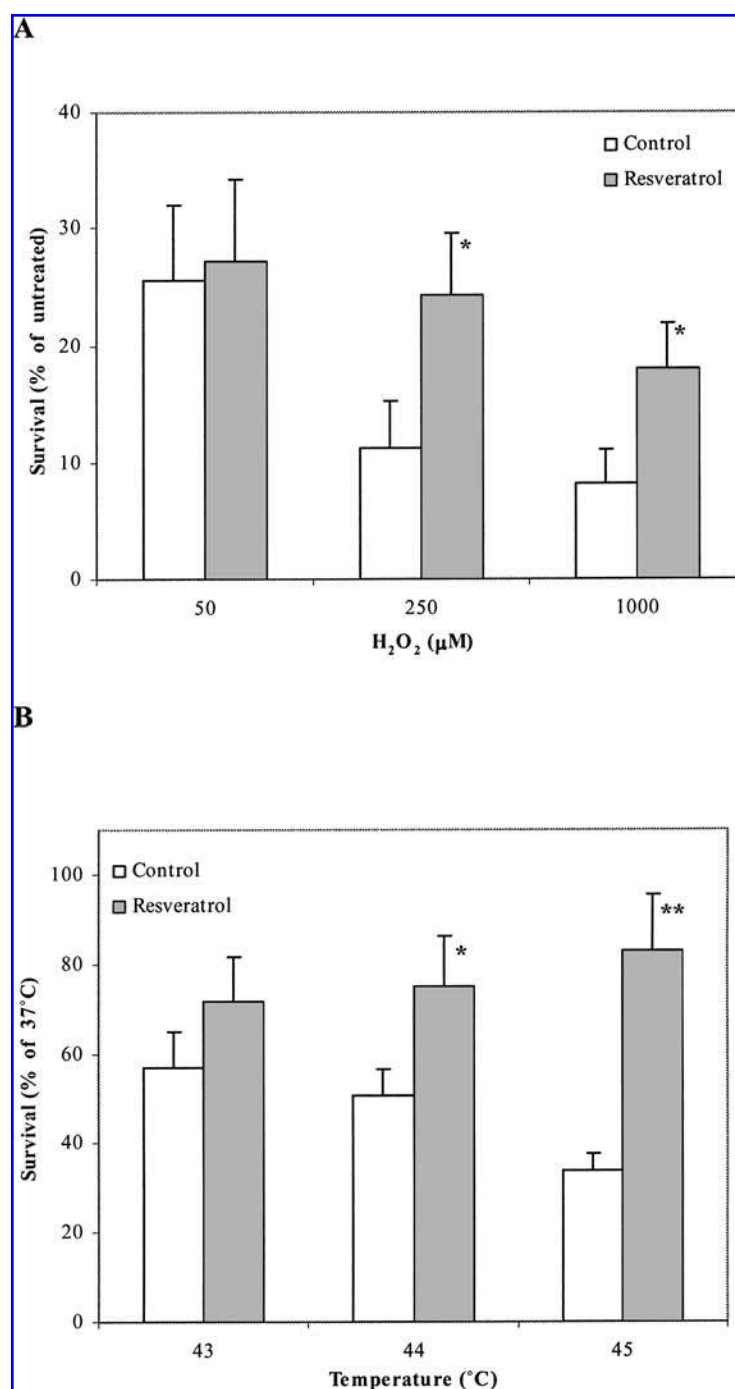 A
40
30
20
10
0
Survival (% of untreated)
Control
Resveratrol
*
*
50 250 1000
H₂O₂ (μM)
B
100
80
60
40
20
0
Survival (% of 37˚C)
Control
Resveratrol
*
**
43 44 45
Temperature (˚C)